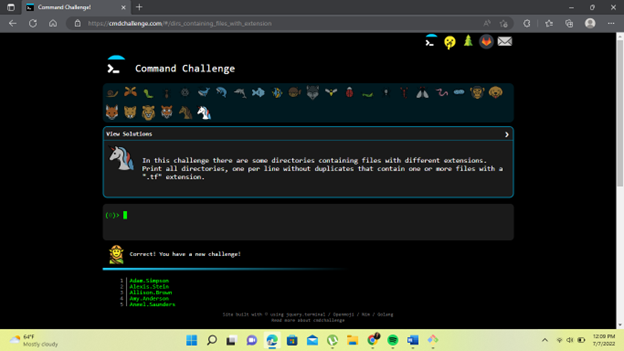 Command Challenge!
https://cmdchallenge.com/#/dirs_containing_files_with_extension
Command Challenge
View Solutions
In this challenge there are some directories containing files with different extensions.
Print all directories, one per line without duplicates that contain one or more files with a
".tf" extension.
Correct! You have a new challenge!
1 Adam.Simpson
2 Alexis.Stein
3 Allison.Brown
4 Amy.Anderson
5 Angel.Saunders
Site built with ♡ using jquery.terminal / OpenMoji / Vim / Golang
Read more about cmdchallenge
64°F
Mostly cloudy
12:09 PM
7/7/2022